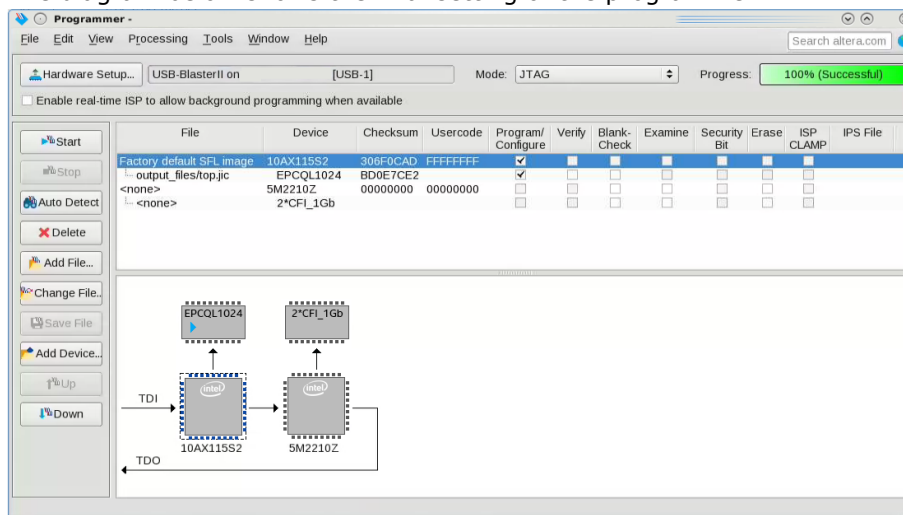 Programmer -
File Edit View Processing Tools Window Help
Search altera.com
Hardware Setup... USB-BlasterII on [USB-1] Mode: JTAG Progress: 100% (Successful)
Enable real-time ISP to allow background programming when available
File Device Checksum Usercode Program/ Configure Verify Blank- Check Examine Security Bit Erase ISP CLAMP IPS File
Factory default SFL image 10AX115S2 306F0CAD FFFFFFFF
output_files/top.jic EPCQL1024 BD0E7CE2
<none> 5M2210Z 00000000 00000000
<none> 2*CFI_1Gb
Start
Stop
Auto Detect
Delete
Add File...
Change File..
Save File
Add Device...
Up
Down
EPCQL1024 2*CFI_1Gb
intel intel
TDI
10AX115S2 5M2210Z
TDO